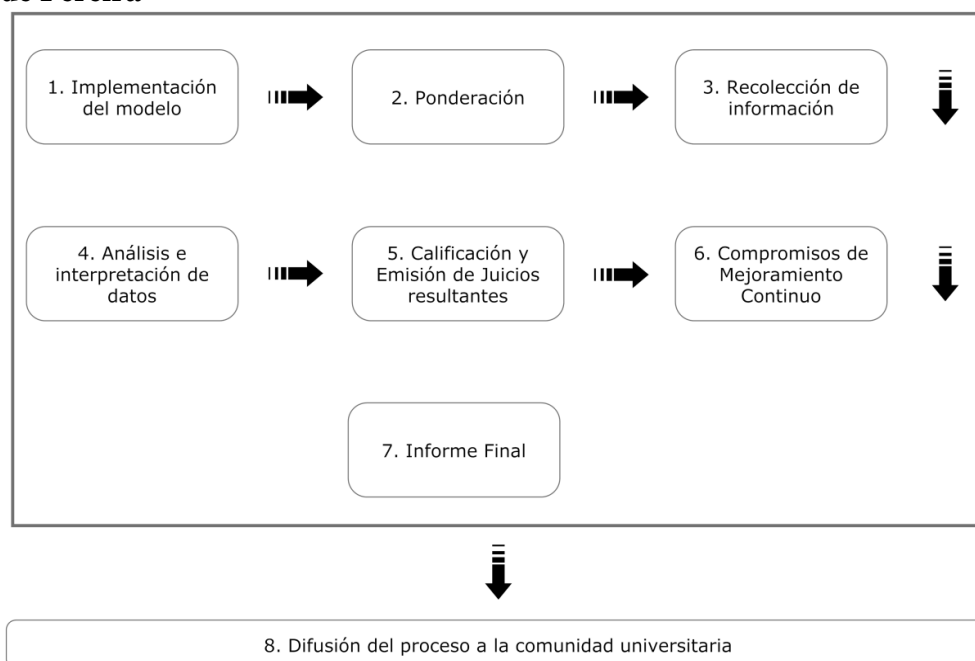 1. Implementación
del modelo
2. Ponderación
3. Recolección de
información
4. Análisis e
interpretación de
datos
5. Calificación y
Emisión de Juicios
resultantes
6. Compromisos de
Mejoramiento
Continuo
7. Informe Final
8. Difusión del proceso a la comunidad universitaria